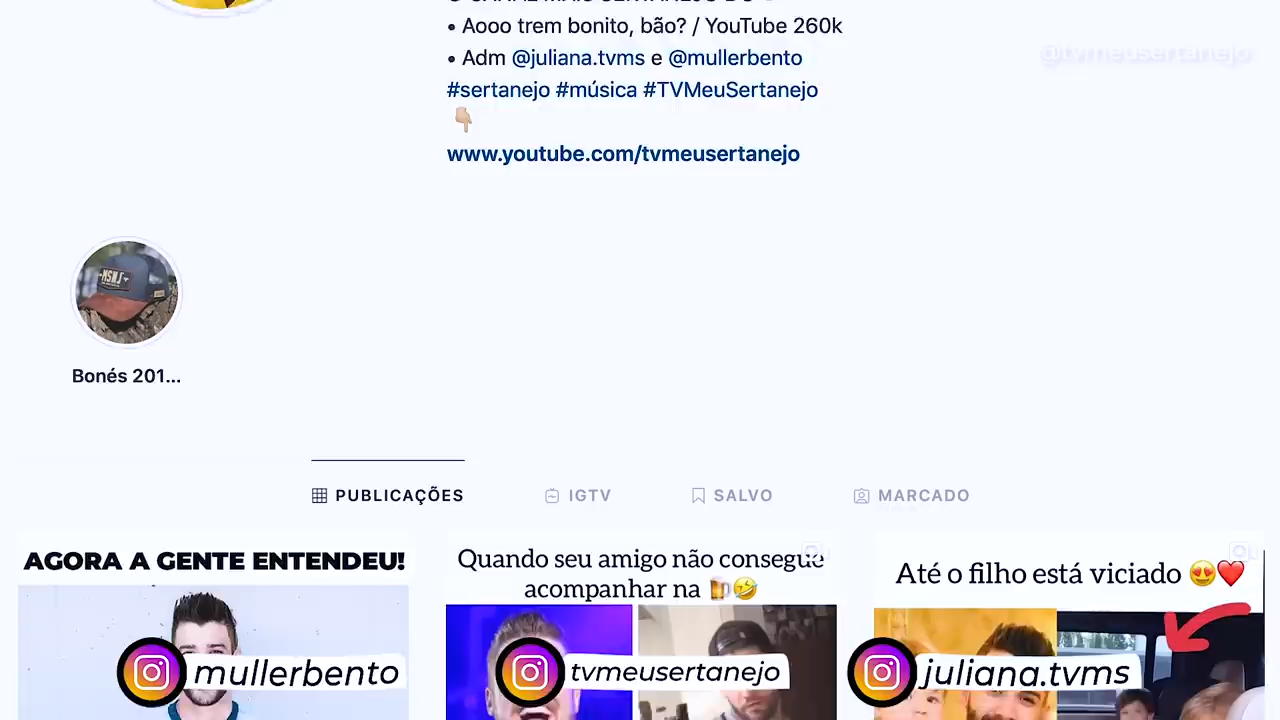 • Aooo trem bonito, bão? / YouTube 260k
@tvmeusertanejo
• Adm @juliana.tvms e @mullerbento
#sertanejo #música #TVMeuSertanejo
www.youtube.com/tvmeusertanejo
MSNJ
Bonés 201...
PUBLICAÇÕES
IGTV
SALVO
MARCADO
AGORA A GENTE ENTENDEU!
Quando seu amigo não consegue
acompanhar na 🍺🤣
Até o filho está viciado 😍❤️
mullerbento
tvmeusertanejo
juliana.tvms